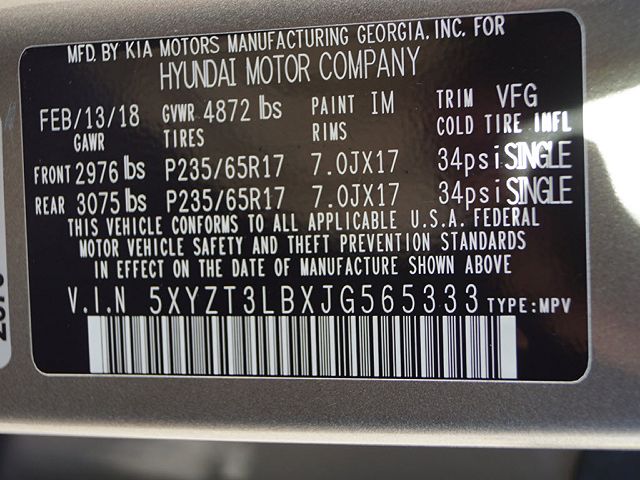 MFD. BY KIA MOTORS MANUFACTURING GEORGIA, INC. FOR
HYUNDAI MOTOR COMPANY
FEB/13/18 GVWR 4872 lbs PAINT IM TRIM VFG
GAWR TIRES RIMS COLD TIRE INFL
FRONT 2976 lbs P235/65R17 7.0JX17 34psi SINGLE
REAR 3075 lbs P235/65R17 7.0JX17 34psi SINGLE
THIS VEHICLE CONFORMS TO ALL APPLICABLE U.S.A. FEDERAL
MOTOR VEHICLE SAFETY AND THEFT PREVENTION STANDARDS
IN EFFECT ON THE DATE OF MANUFACTURE SHOWN ABOVE
V.I.N 5XYZT3LBXJG565333 TYPE:MPV